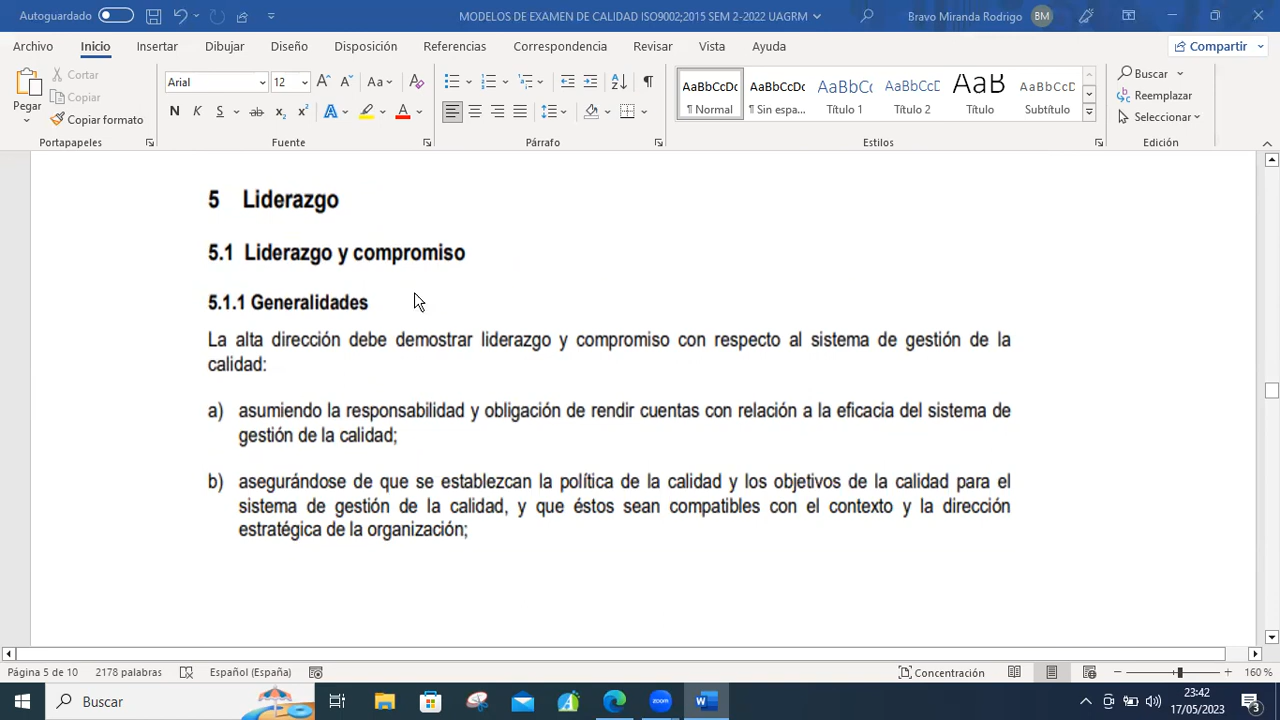 Autoguardado
MODELOS DE EXAMEN DE CALIDAD ISO9002;2015 SEM 2-2022 UAGRM
Bravo Miranda Rodrigo BM
Archivo Inicio Insertar Dibujar Diseño Disposición Referencias Correspondencia Revisar Vista Ayuda Compartir
Pegar
Cortar
Copiar
Copiar formato
Portapapeles
Arial 12
Aa
N K S ab x₂ x² A A
Fuente
Párrafo
AaBbCcDc AaBbCcDc AaBbCc AaBbCcD AaB AaBbCcD
¶ Normal ¶ Sin espa... Título 1 Título 2 Título Subtítulo
Estilos
Buscar
Reemplazar
Seleccionar
Edición
5 Liderazgo
5.1 Liderazgo y compromiso
5.1.1 Generalidades
La alta dirección debe demostrar liderazgo y compromiso con respecto al sistema de gestión de la
calidad:
a) asumiendo la responsabilidad y obligación de rendir cuentas con relación a la eficacia del sistema de
gestión de la calidad;
b) asegurándose de que se establezcan la política de la calidad y los objetivos de la calidad para el
sistema de gestión de la calidad, y que éstos sean compatibles con el contexto y la dirección
estratégica de la organización;
Página 5 de 10 2178 palabras Español (España) Concentración 160 %
Buscar
zoom
23:42
17/05/2023
3